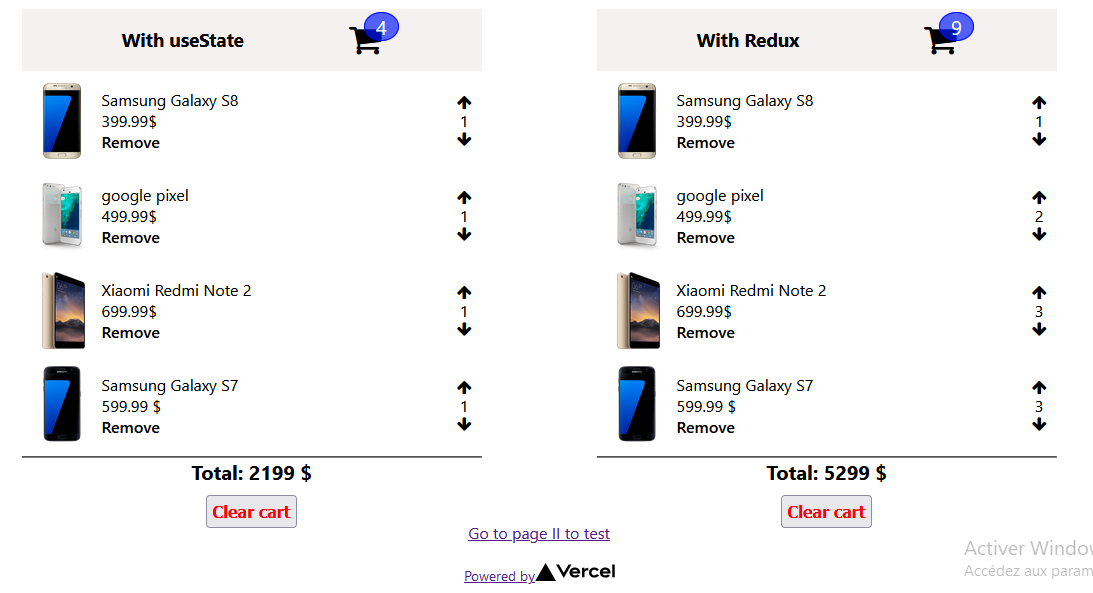 With useState
4
Samsung Galaxy S8
399.99$
1
Remove
google pixel
499.99$
1
Remove
Xiaomi Redmi Note 2
699.99$
1
Remove
Samsung Galaxy S7
599.99 $
1
Remove
Total: 2199 $
Clear cart
With Redux
9
Samsung Galaxy S8
399.99$
1
Remove
google pixel
499.99$
2
Remove
Xiaomi Redmi Note 2
699.99$
3
Remove
Samsung Galaxy S7
599.99 $
3
Remove
Total: 5299 $
Clear cart
Go to page II to test
Powered by Vercel
Activer Window
Accédez aux param